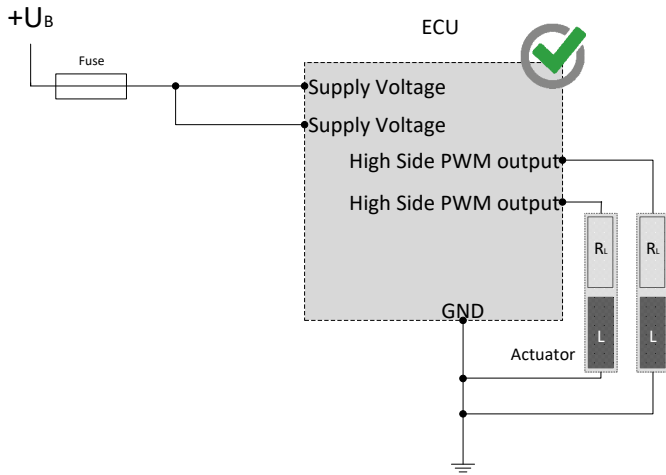 +UB
ECU
Fuse
Supply Voltage
Supply Voltage
High Side PWM output
High Side PWM output
RL
RL
GND
L
L
Actuator